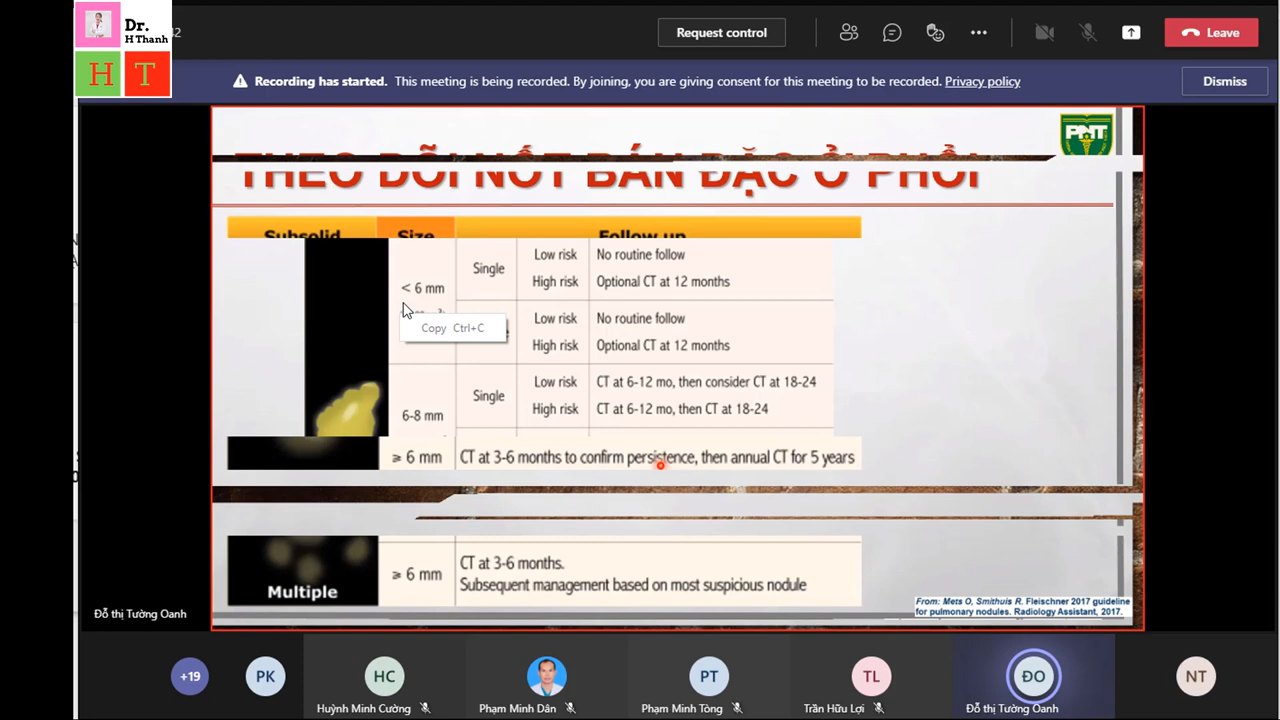 Dr.
H Thanh
H T
42
Request control
Leave
Recording has started. This meeting is being recorded. By joining, you are giving consent for this meeting to be recorded. Privacy policy
Dismiss
PNT
THEO DÕI NỐT BÁN ĐẶC Ở PHỔI
Subsolid Size Follow up
< 6 mm Single Low risk No routine follow
High risk Optional CT at 12 months
Copy Ctrl+C
Low risk No routine follow
High risk Optional CT at 12 months
6-8 mm Single Low risk CT at 6-12 mo, then consider CT at 18-24
High risk CT at 6-12 mo, then CT at 18-24
≥ 6 mm CT at 3-6 months to confirm persistence, then annual CT for 5 years
Multiple ≥ 6 mm CT at 3-6 months.
Subsequent management based on most suspicious nodule
From: Mets O, Smithuis R. Fleischner 2017 guideline
for pulmonary nodules. Radiology Assistant, 2017.
Đỗ thị Tường Oanh
+19 PK HC PT TL ĐO NT
Huỳnh Minh Cường Phạm Minh Dân Phạm Minh Tòng Trần Hữu Lợi Đỗ thị Tường Oanh